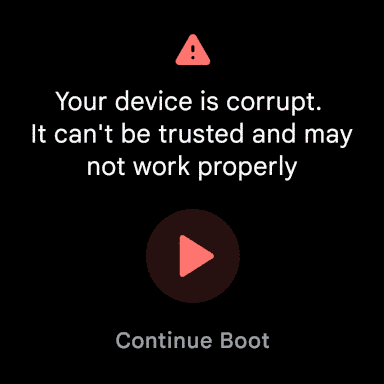 Your device is corrupt.
It can't be trusted and may
not work properly
Continue Boot